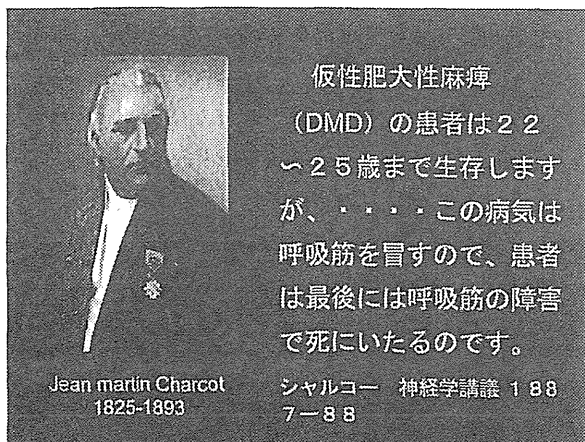 仮性肥大性麻痺
（DMD）の患者は２２
～２５歳まで生存します
が、・・・・この病気は
呼吸筋を冒すので、患者
は最後には呼吸筋の障害
で死にいたるのです。
シャルコー　神経学講義 １８８
７－８８
Jean martin Charcot
1825-1893